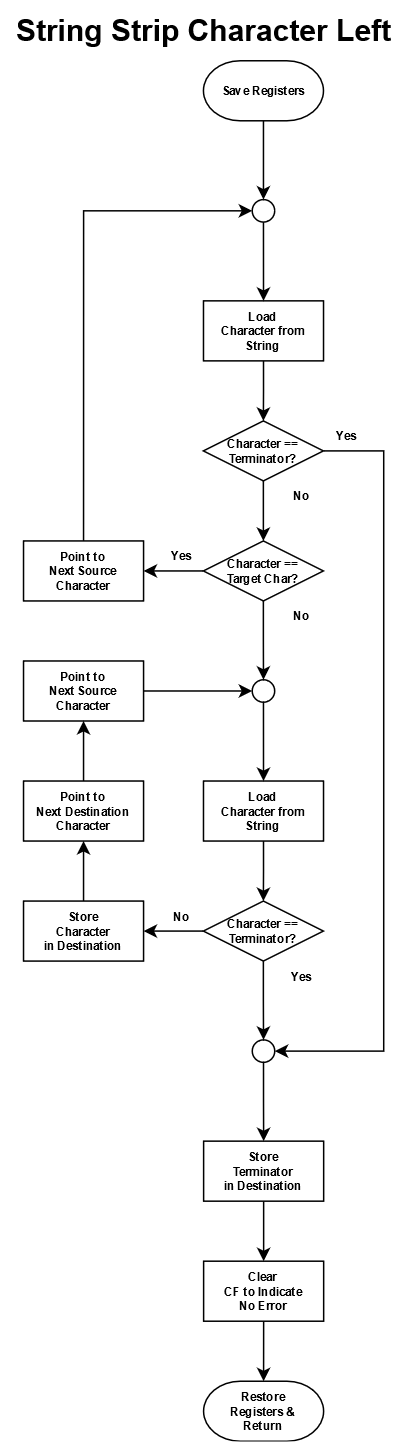 String Strip Character Left
Save Registers
Load
Character from
String
Character ==
Terminator?
Yes
No
Point to
Next Source
Character
Yes
Character ==
Target Char?
No
Point to
Next Source
Character
Point to
Next Destination
Character
Load
Character from
String
Store
Character
in Destination
No
Character ==
Terminator?
Yes
Store
Terminator
in Destination
Clear
CF to Indicate
No Error
Restore
Registers &
Return